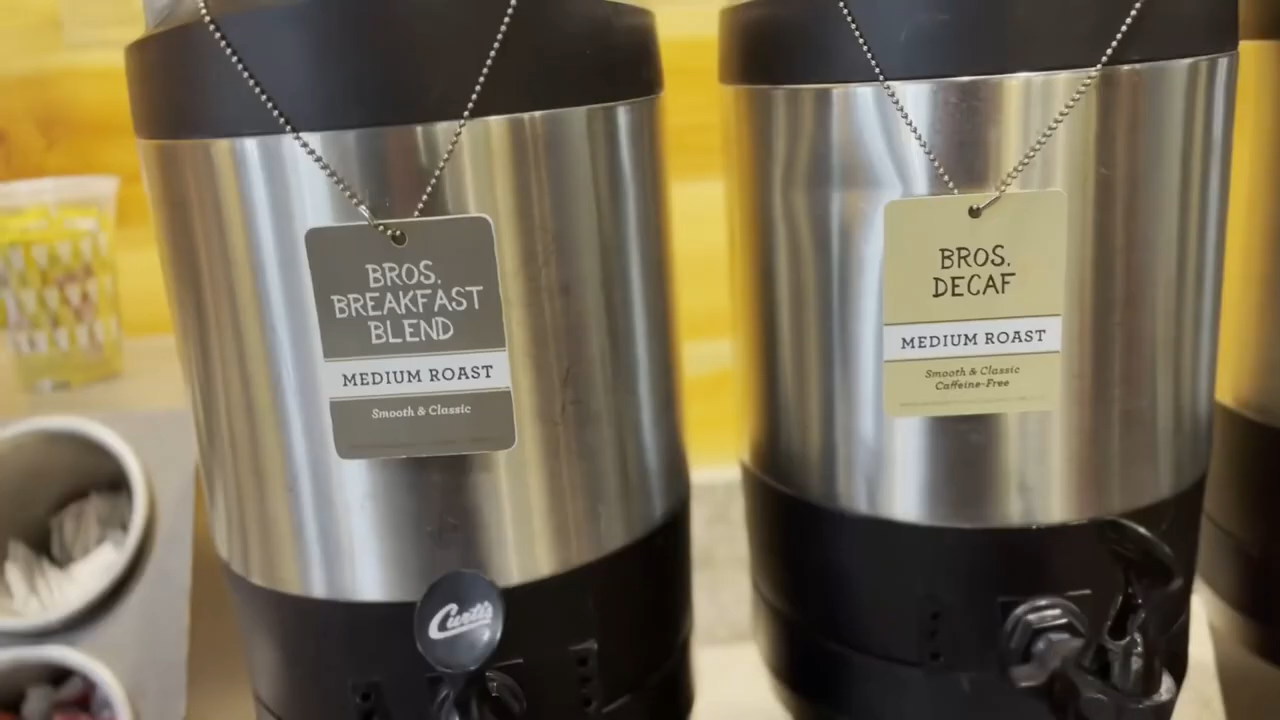 BROS.
BREAKFAST
BLEND
MEDIUM ROAST
Smooth & Classic
Curtis
BROS.
DECAF
MEDIUM ROAST
Smooth & Classic
Caffeine-Free